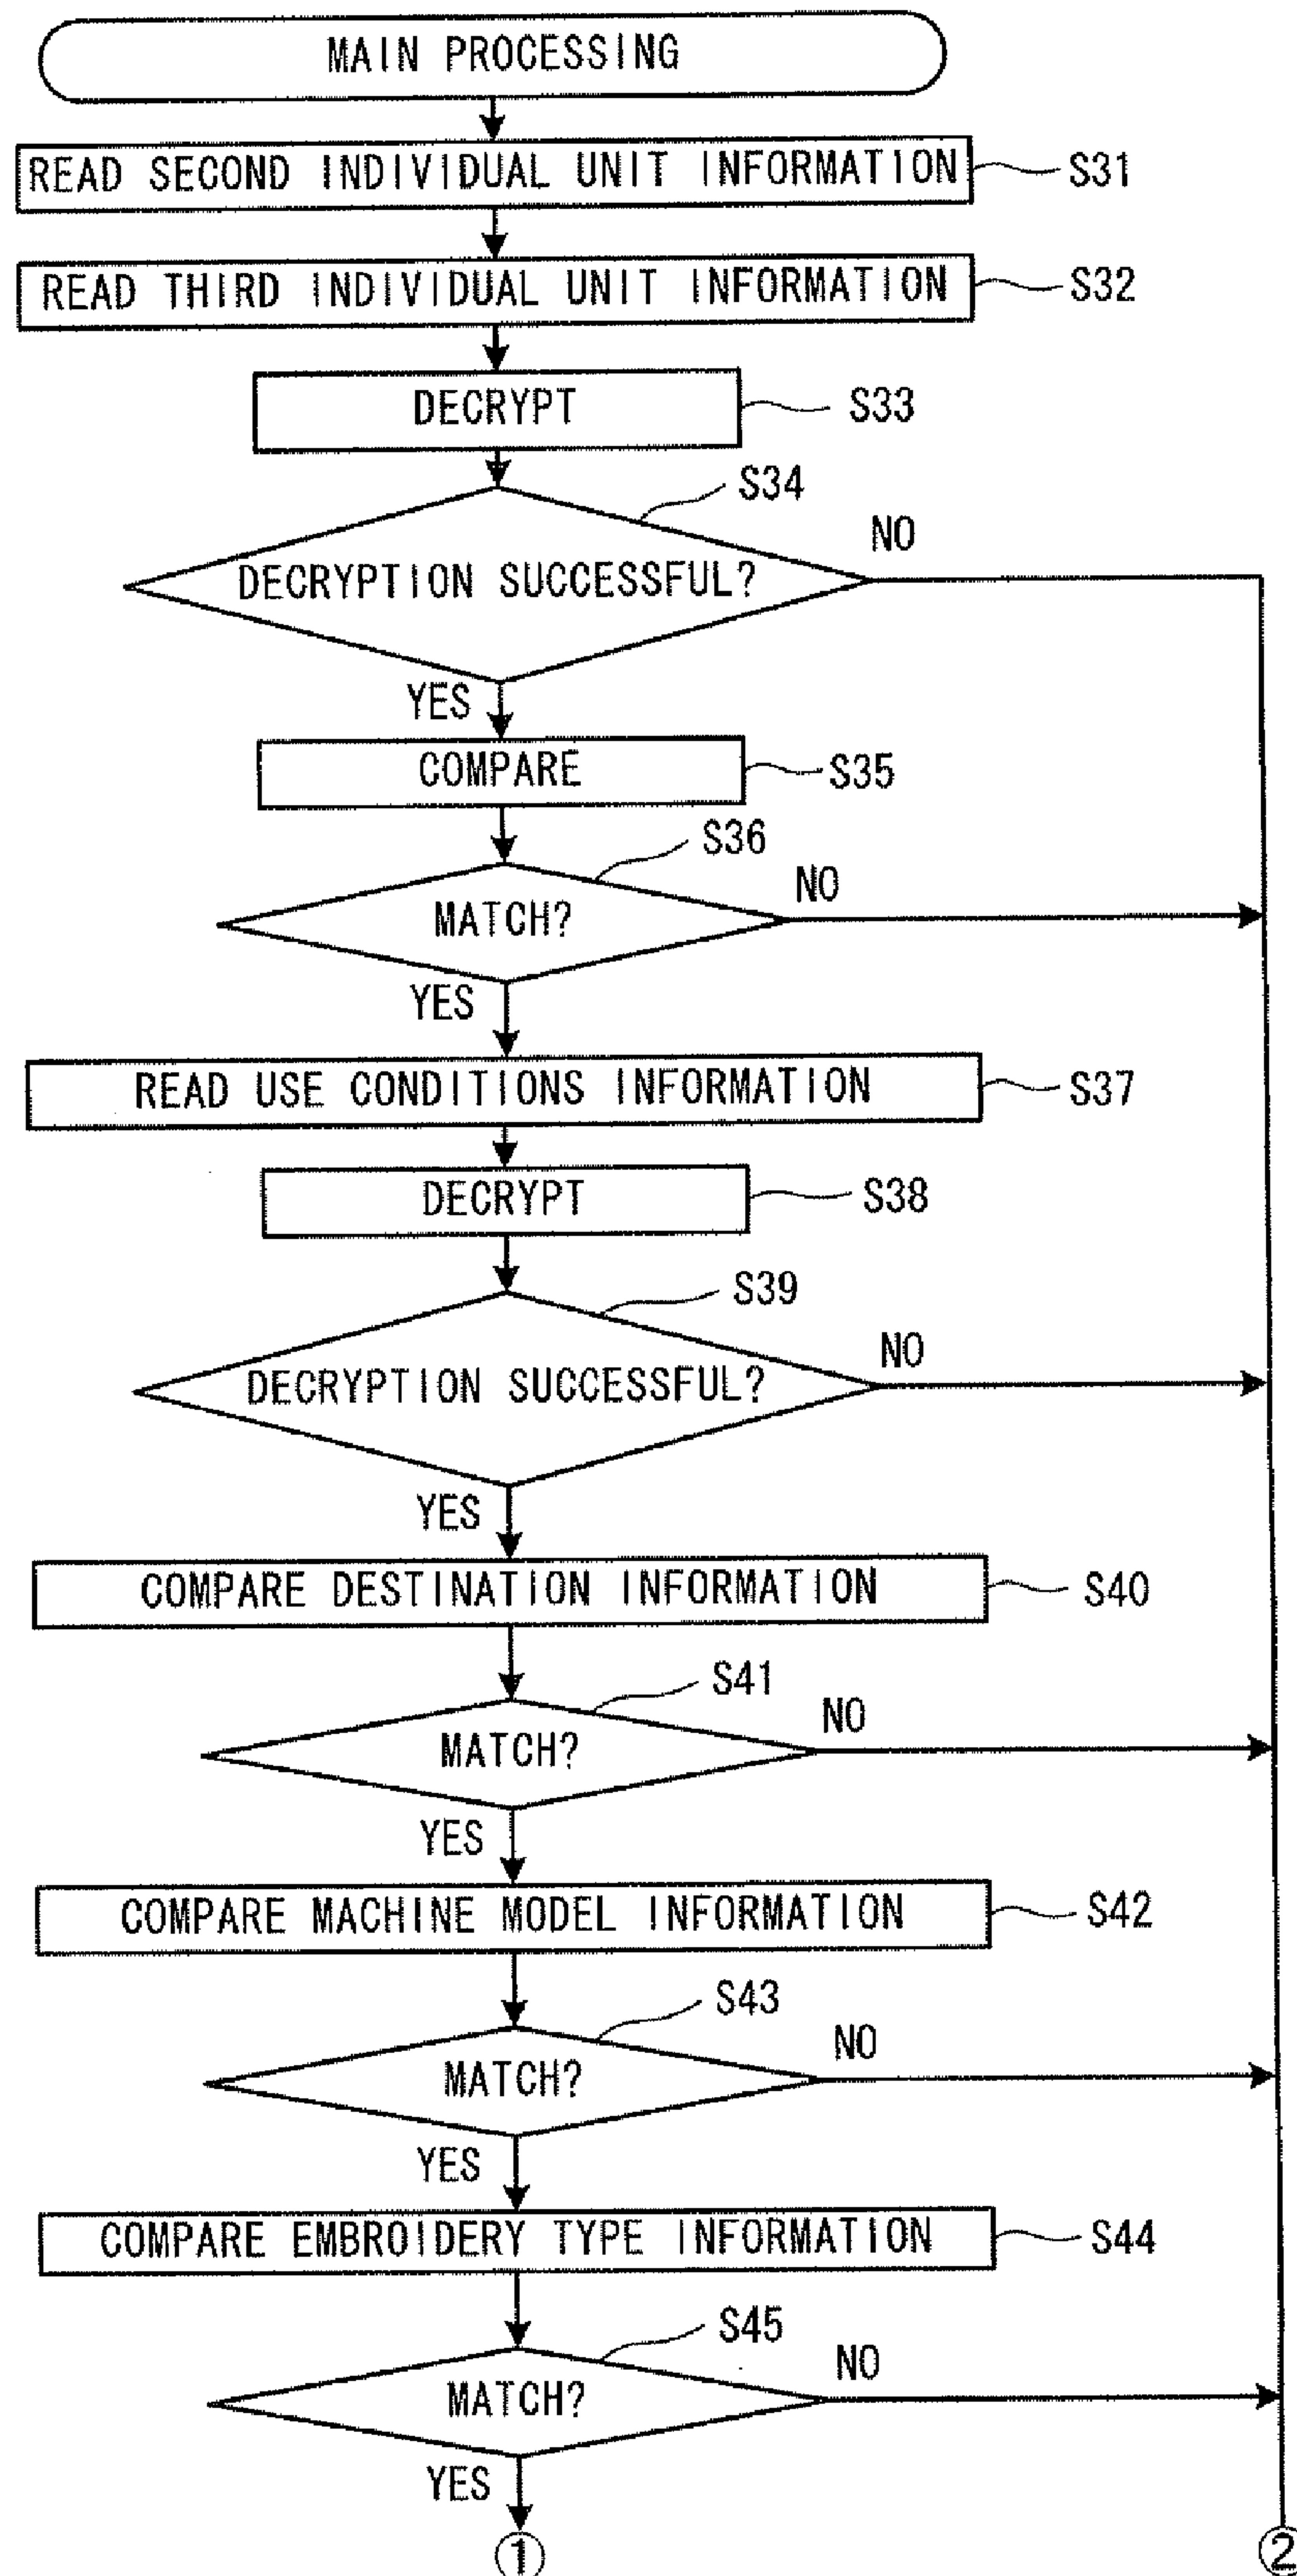 MAIN PROCESSING
READ SECOND INDIVIDUAL UNIT INFORMATION
S31
READ THIRD INDIVIDUAL UNIT INFORMATION
S32
DECRYPT
S33
S34
NO
DECRYPTION SUCCESSFUL?
YES
COMPARE
S35
S36
NO
MATCH?
YES
READ USE CONDITIONS INFORMATION
S37
DECRYPT
S38
S39
NO
DECRYPTION SUCCESSFUL?
YES
COMPARE DESTINATION INFORMATION
S40
S41
NO
MATCH?
YES
COMPARE MACHINE MODEL INFORMATION
S42
S43
NO
MATCH?
YES
COMPARE EMBROIDERY TYPE INFORMATION
S44
S45
NO
MATCH?
YES
①
②